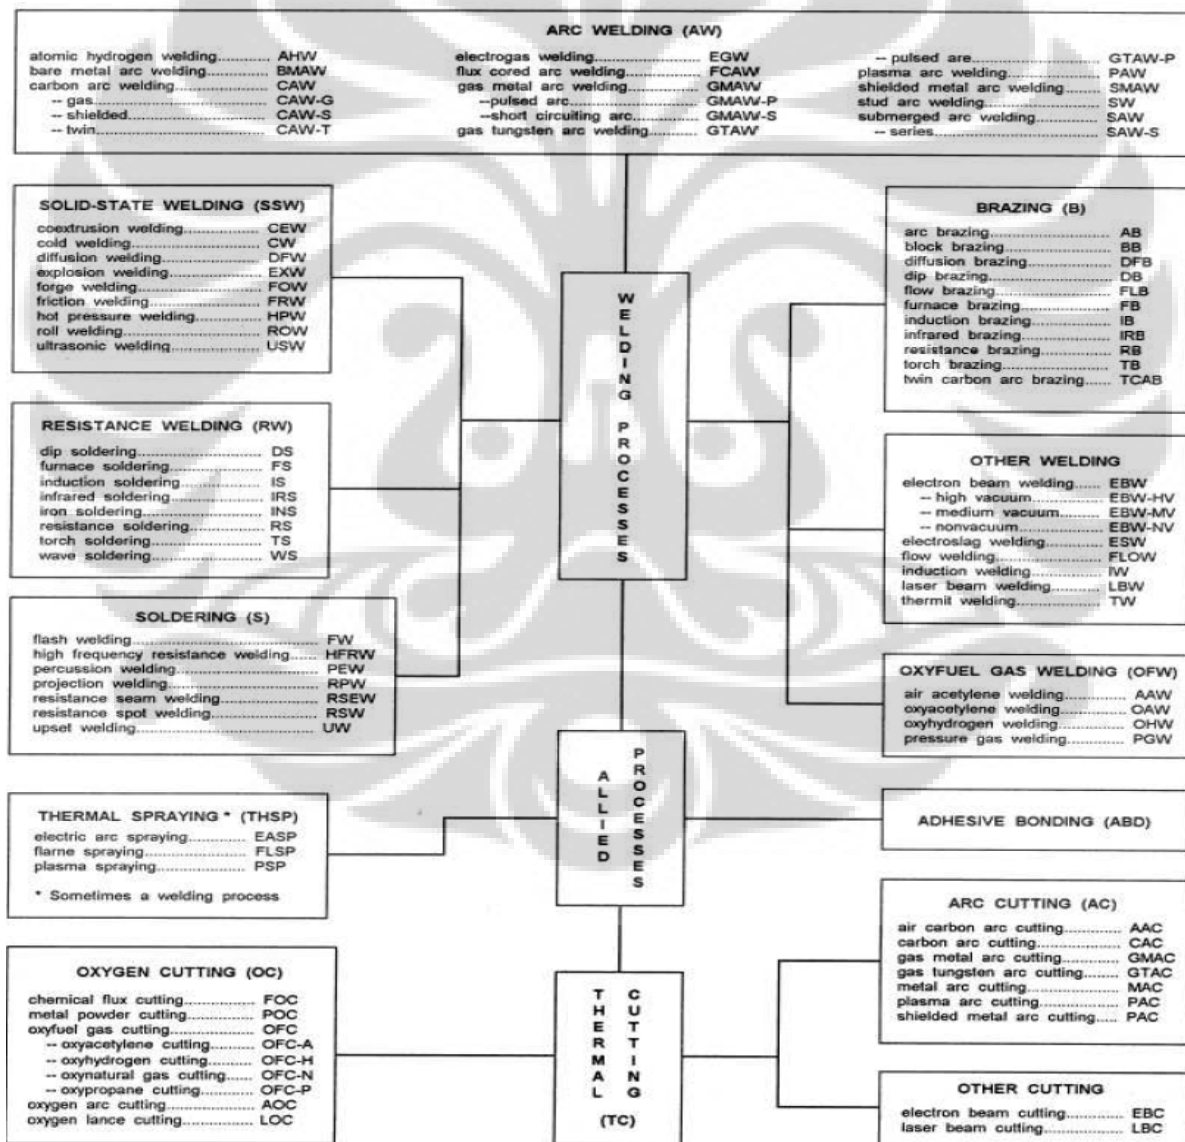 ARC WELDING (AW)
atomic hydrogen welding............ AHW
bare metal arc welding............ BMAW
carbon arc welding............ CAW
-- gas............ CAW-G
-- shielded............ CAW-S
-- twin............ CAW-T
electrogas welding............ EGW
flux cored arc welding............ FCAW
gas metal arc welding............ GMAW
--pulsed arc............ GMAW-P
--short circuiting arc............ GMAW-S
gas tungsten arc welding............ GTAW
-- pulsed are............ GTAW-P
plasma arc welding............ PAW
shielded metal arc welding............ SMAW
stud arc welding............ SW
submerged arc welding............ SAW
-- series............ SAW-S
SOLID-STATE WELDING (SSW)
coextrusion welding............ CEW
cold welding............ CW
diffusion welding............ DFW
explosion welding............ EXW
forge welding............ FOW
friction welding............ FRW
hot pressure welding............ HPW
roll welding............ ROW
ultrasonic welding............ USW
BRAZING (B)
arc brazing............ AB
block brazing............ BB
diffusion brazing............ DFB
dip brazing............ DB
flow brazing............ FLB
furnace brazing............ FB
induction brazing............ IB
infrared brazing............ IRB
resistance brazing............ RB
torch brazing............ TB
twin carbon arc brazing...... TCAB
WELDING PROCESSES
RESISTANCE WELDING (RW)
dip soldering............ DS
furnace soldering............ FS
induction soldering............ IS
infrared soldering............ IRS
iron soldering............ INS
resistance soldering............ RS
torch soldering............ TS
wave soldering............ WS
OTHER WELDING
electron beam welding...... EBW
-- high vacuum............ EBW-HV
-- medium vacuum............ EBW-MV
-- nonvacuum............ EBW-NV
electroslag welding............ ESW
flow welding............ FLOW
induction welding............ IW
laser beam welding............ LBW
thermit welding............ TW
SOLDERING (S)
flash welding............ FW
high frequency resistance welding...... HFRW
percussion welding............ PEW
projection welding............ RPW
resistance seam welding............ RSEW
resistance spot welding............ RSW
upset welding............ UW
OXYFUEL GAS WELDING (OFW)
air acetylene welding............ AAW
oxyacetylene welding............ OAW
oxyhydrogen welding............ OHW
pressure gas welding............ PGW
ALLIED PROCESSES
THERMAL SPRAYING * (THSP)
electric arc spraying............ EASP
flarne spraying............ FLSP
plasma spraying............ PSP
* Sometimes a welding process
ADHESIVE BONDING (ABD)
ARC CUTTING (AC)
air carbon arc cutting............ AAC
carbon arc cutting............ CAC
gas metal arc cutting............ GMAC
gas tungsten arc cutting........ GTAC
metal arc cutting............ MAC
plasma arc cutting............ PAC
shielded metal arc cutting..... PAC
OXYGEN CUTTING (OC)
chemical flux cutting............ FOC
metal powder cutting............ POC
oxyfuel gas cutting............ OFC
-- oxyacetylene cutting............ OFC-A
-- oxyhydrogen cutting............ OFC-H
-- oxynatural gas cutting...... OFC-N
-- oxypropane cutting............ OFC-P
oxygen arc cutting............ AOC
oxygen lance cutting............ LOC
THERMAL CUTTING
(TC)
OTHER CUTTING
electron beam cutting............ EBC
laser beam cutting............ LBC